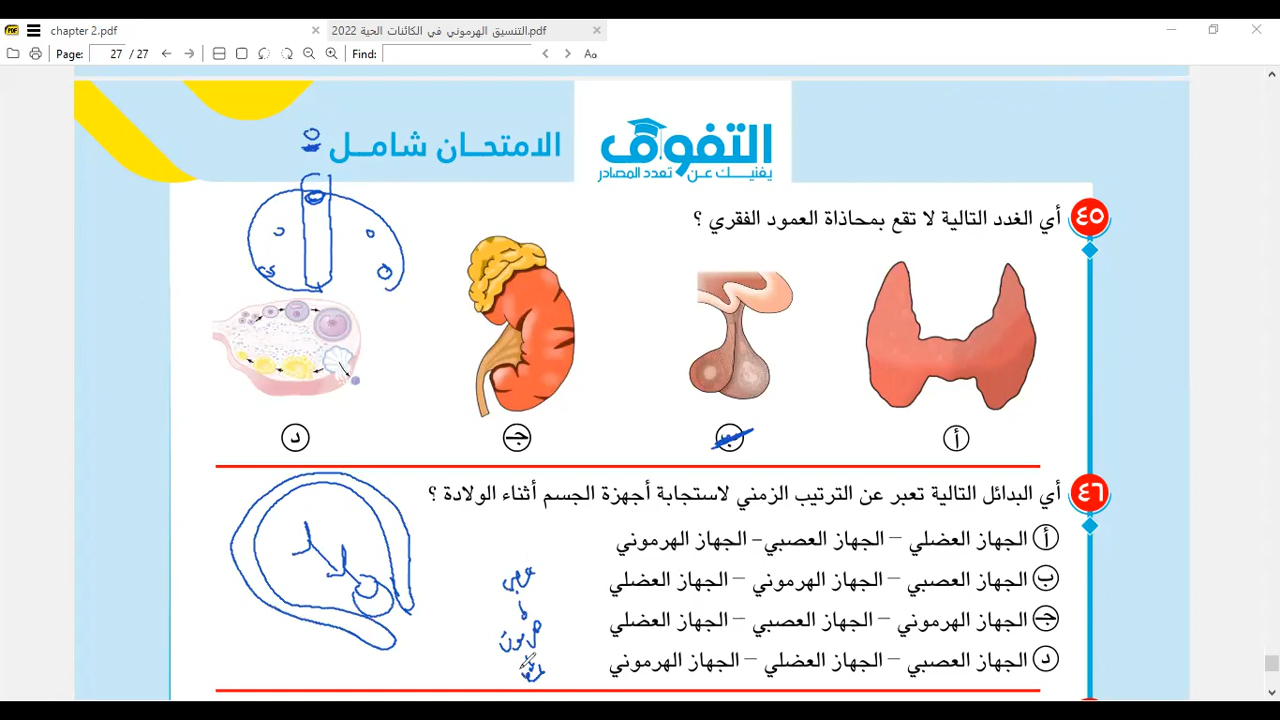 chapter 2.pdf
التنسيق الهرموني في الكائنات الحية 2022.pdf
Page: 27 / 27
Find:
Aa
الامتحان شامل
التفوق
يغنيك عن تعدد المصادر
٤٥ أي الغدد التالية لا تقع بمحاذاة العمود الفقري ؟
أ
ب
جـ
د
٤٦ أي البدائل التالية تعبر عن الترتيب الزمني لاستجابة أجهزة الجسم أثناء الولادة ؟
أ الجهاز العضلي – الجهاز العصبي– الجهاز الهرموني
ب الجهاز العصبي – الجهاز الهرموني – الجهاز العضلي
جـ الجهاز الهرموني – الجهاز العصبي – الجهاز العضلي
د الجهاز العصبي – الجهاز العضلي – الجهاز الهرموني
عصبي